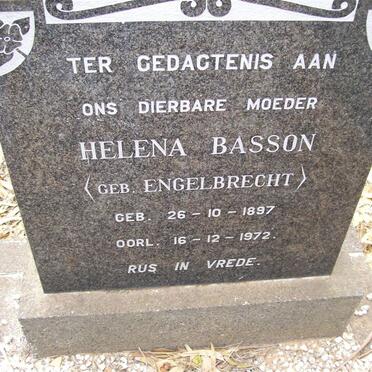 TER GEDAGTENIS AAN
ONS DIERBARE MOEDER
HELENA BASSON
(GEB. ENGELBRECHT)
GEB. 26-10-1897
OORL. 16-12-1972.
RUS IN VREDE.